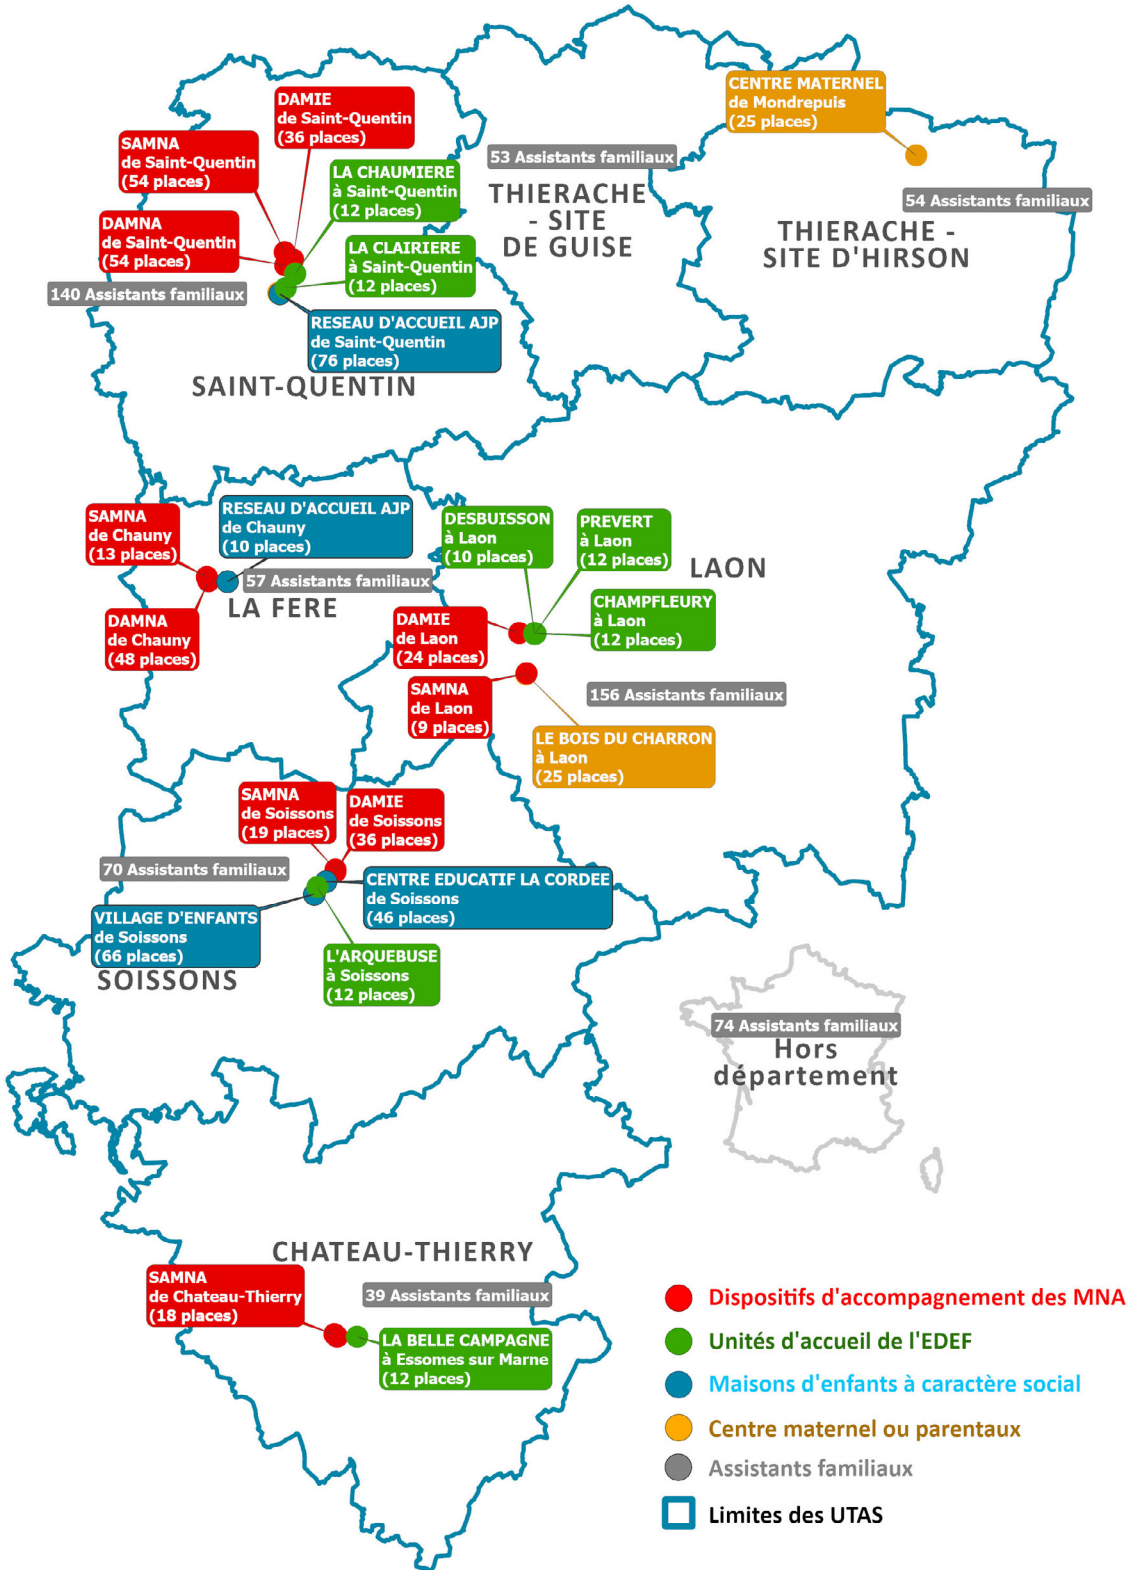 DAMIE
de Saint-Quentin
(36 places)
SAMNA
de Saint-Quentin
(54 places)
LA CHAUMIERE
à Saint-Quentin
(12 places)
DAMNA
de Saint-Quentin
(54 places)
LA CLAIRIERE
à Saint-Quentin
(12 places)
140 Assistants familiaux
RESEAU D'ACCUEIL AJP
de Saint-Quentin
(76 places)
SAINT-QUENTIN
53 Assistants familiaux
THIERACHE
- SITE
DE GUISE
CENTRE MATERNEL
de Mondrepuis
(25 places)
54 Assistants familiaux
THIERACHE -
SITE D'HIRSON
SAMNA
de Chauny
(13 places)
RESEAU D'ACCUEIL AJP
de Chauny
(10 places)
57 Assistants familiaux
LA FERE
DAMNA
de Chauny
(48 places)
DESBUISSON
à Laon
(10 places)
PREVERT
à Laon
(12 places)
LAON
CHAMPFLEURY
à Laon
(12 places)
DAMIE
de Laon
(24 places)
SAMNA
de Laon
(9 places)
156 Assistants familiaux
LE BOIS DU CHARRON
à Laon
(25 places)
SAMNA
de Soissons
(19 places)
DAMIE
de Soissons
(36 places)
70 Assistants familiaux
CENTRE EDUCATIF LA CORDEE
de Soissons
(46 places)
VILLAGE D'ENFANTS
de Soissons
(66 places)
SOISSONS
L'ARQUEBUSE
à Soissons
(12 places)
74 Assistants familiaux
Hors
département
CHATEAU-THIERRY
SAMNA
de Chateau-Thierry
(18 places)
39 Assistants familiaux
LA BELLE CAMPAGNE
à Essomes sur Marne
(12 places)
Dispositifs d'accompagnement des MNA
Unités d'accueil de l'EDEF
Maisons d'enfants à caractère social
Centre maternel ou parentaux
Assistants familiaux
Limites des UTAS